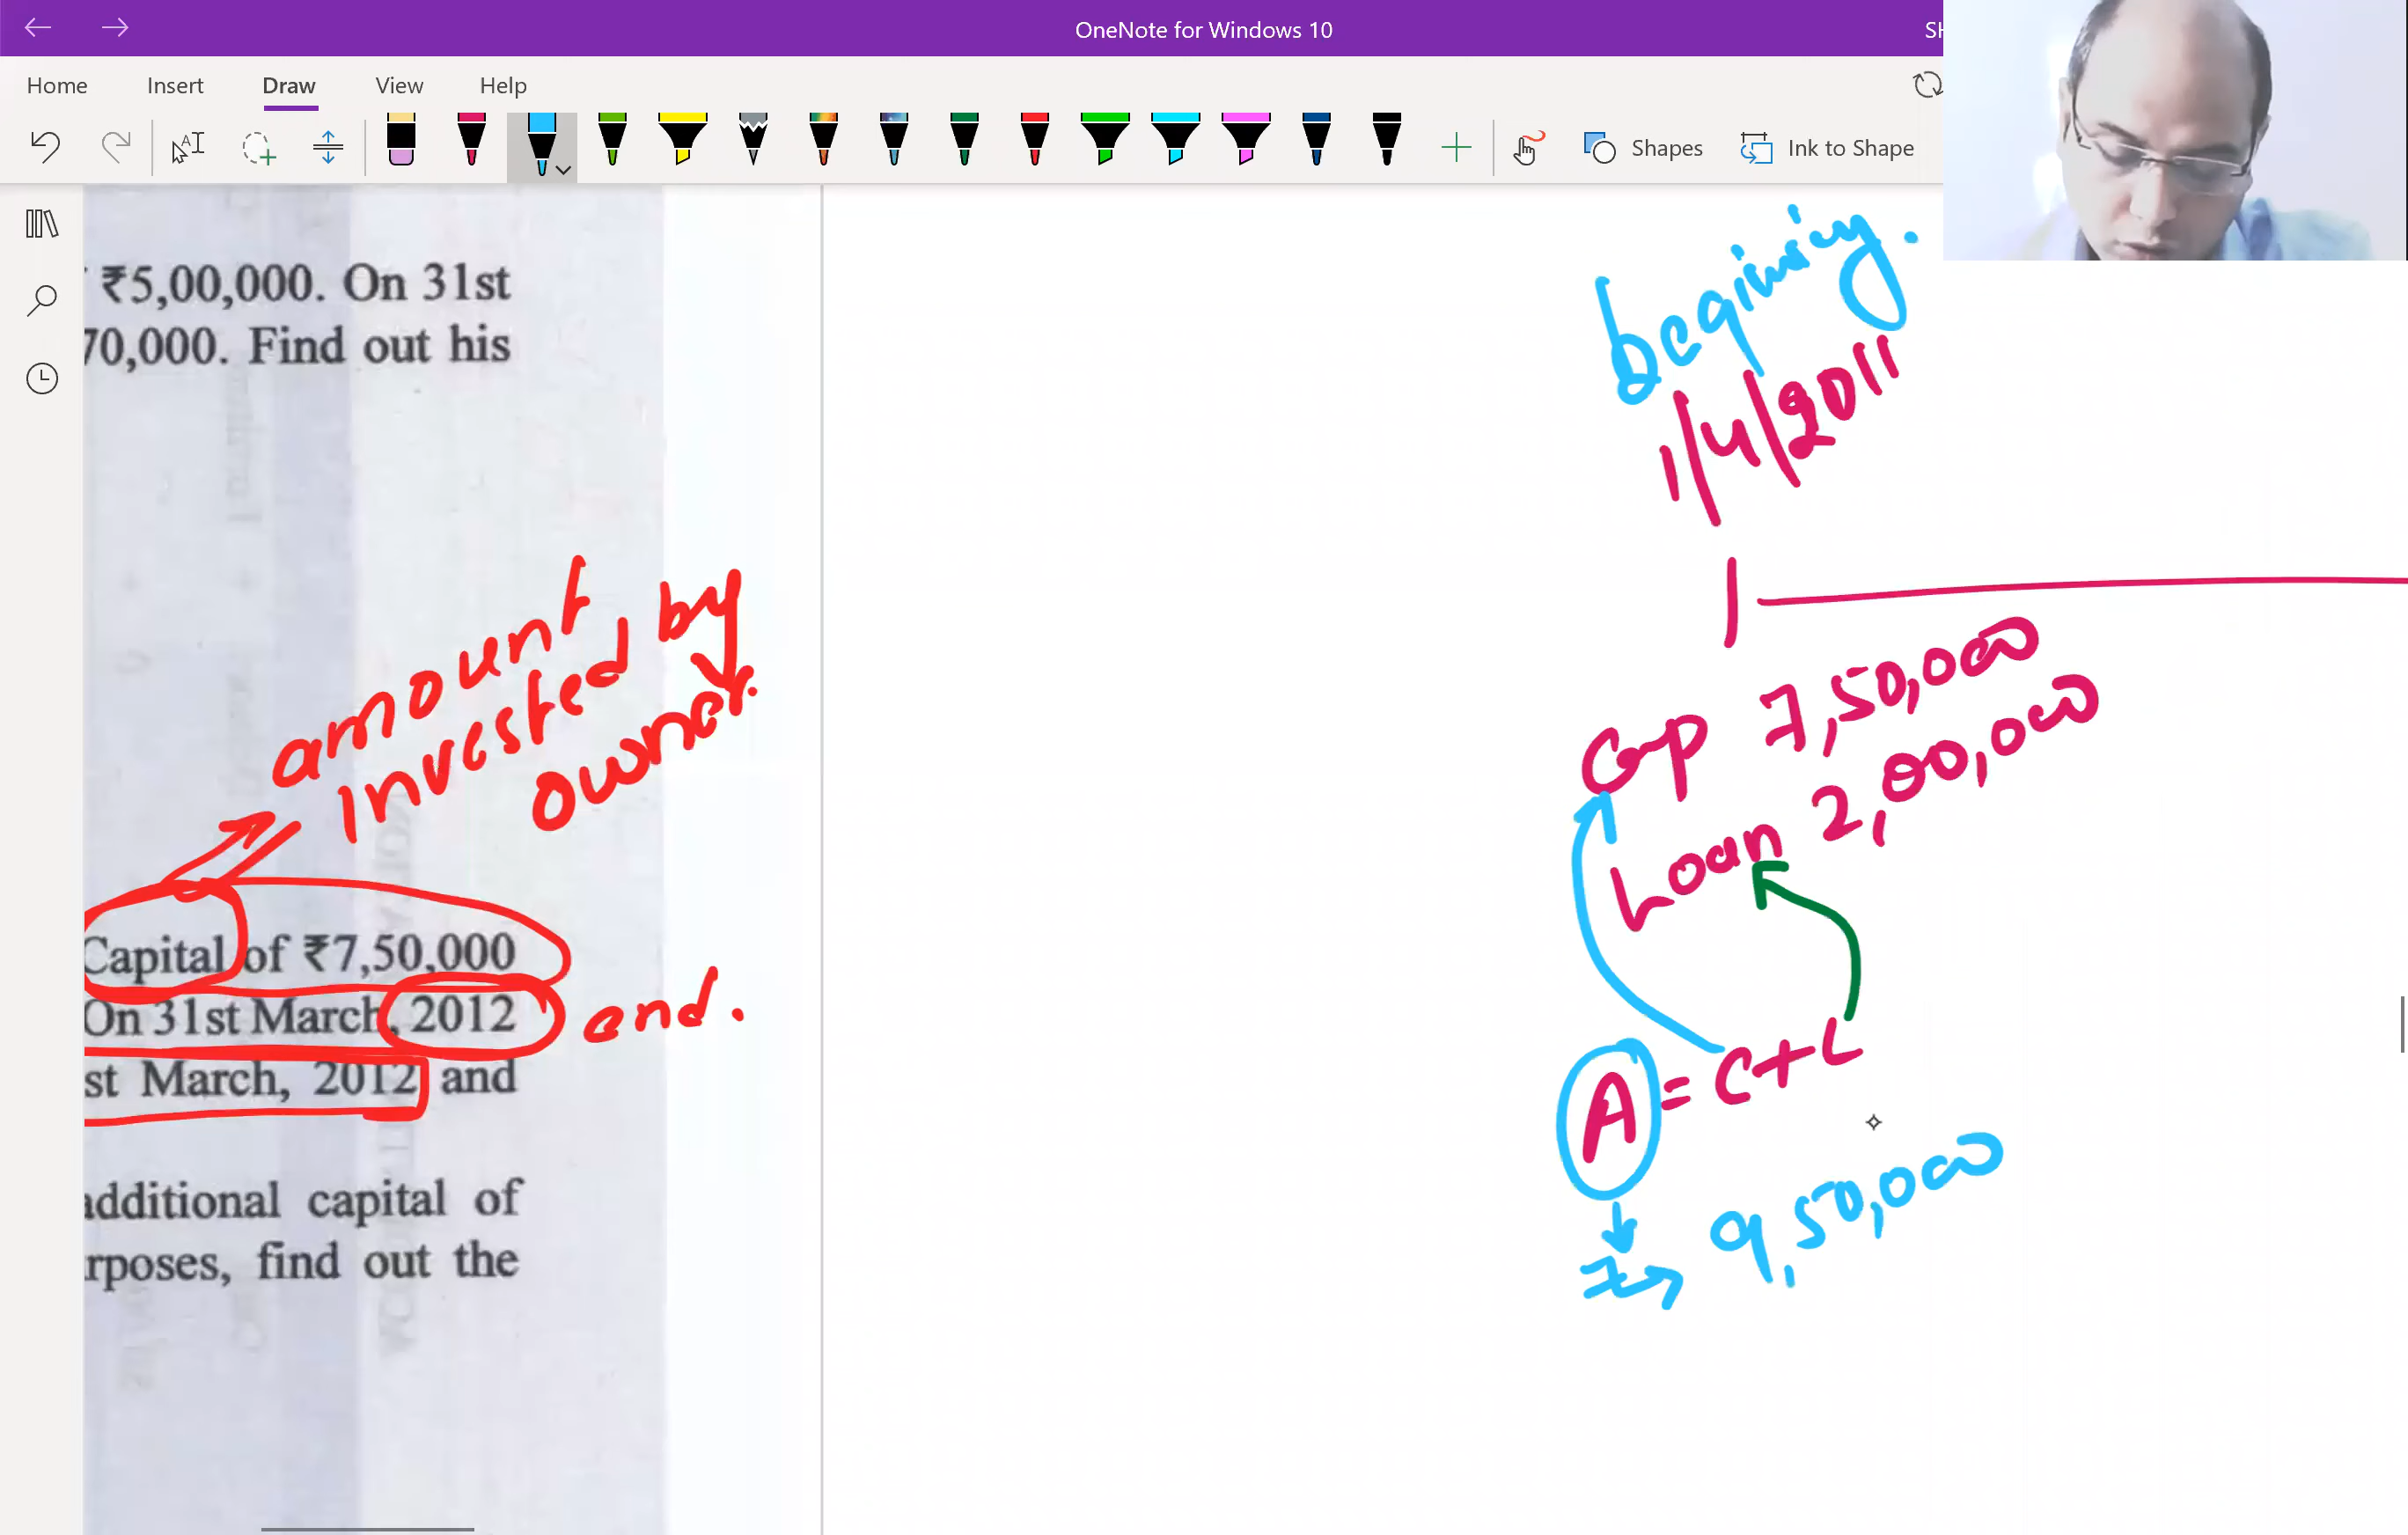 OneNote for Windows 10
SH
Home Insert Draw View Help
Shapes
Ink to Shape
₹5,00,000. On 31st
70,000. Find out his
amount
invested by
owner.
Capital of ₹7,50,000
On 31st March, 2012
end.
st March, 2012 and
additional capital of
rposes, find out the
beginsing.
1/4/2011
Cap 7,50,000
Loan 2,00,000
A = C + L
9,50,000